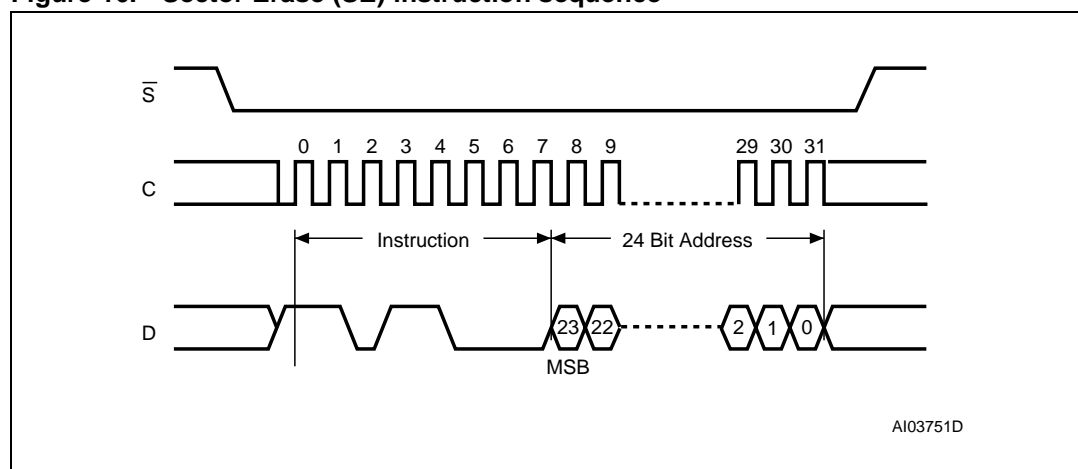 Figure 16. Sector Erase (SE) instruction sequence
S
0 1 2 3 4 5 6 7 8 9 29 30 31
C
Instruction 24 Bit Address
D 23 22 2 1 0
MSB
AI03751D